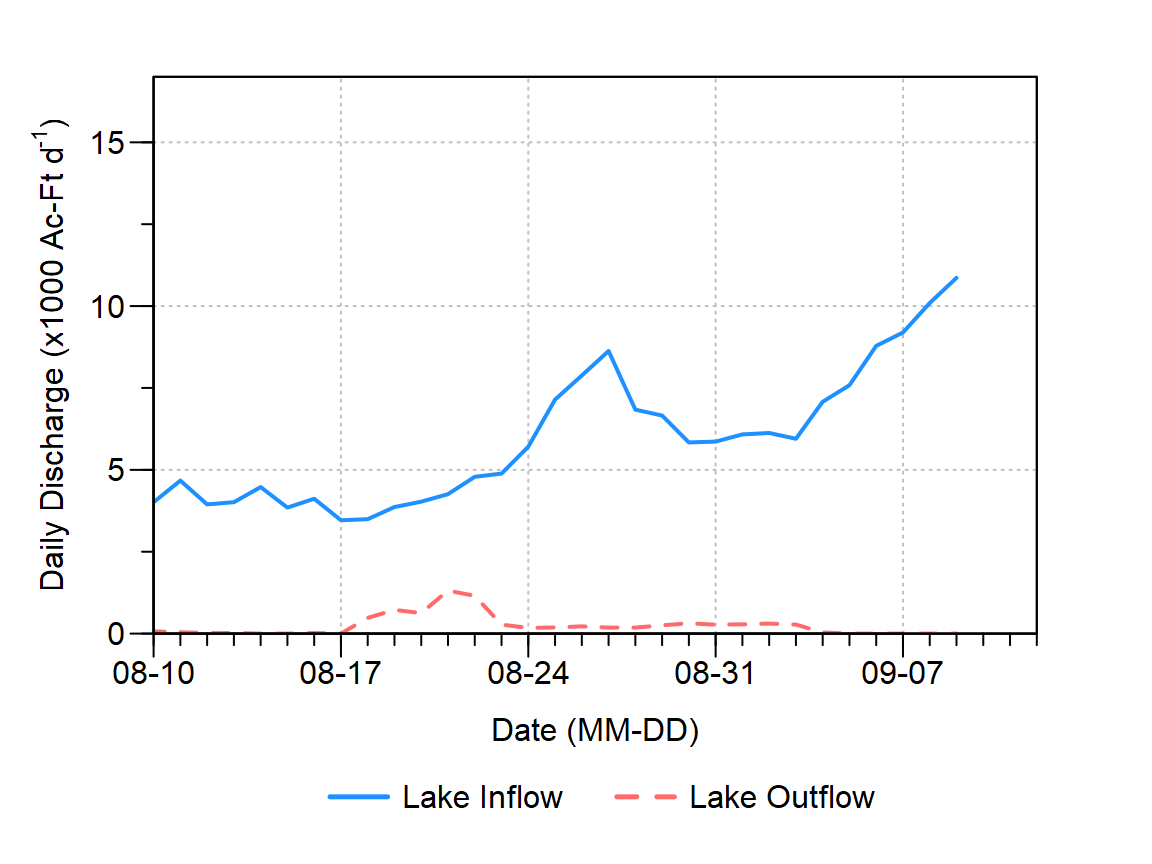 Daily Discharge (x1000 Ac-Ft d⁻¹)
15
10
5
0
08-10 08-17 08-24 08-31 09-07
Date (MM-DD)
Lake Inflow Lake Outflow